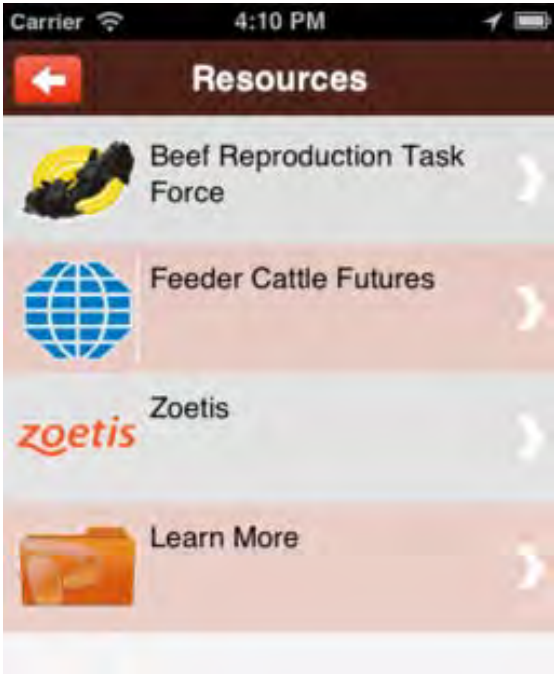 Carrier 4:10 PM
Resources
Beef Reproduction Task
Force
Feeder Cattle Futures
zoetis Zoetis
Learn More